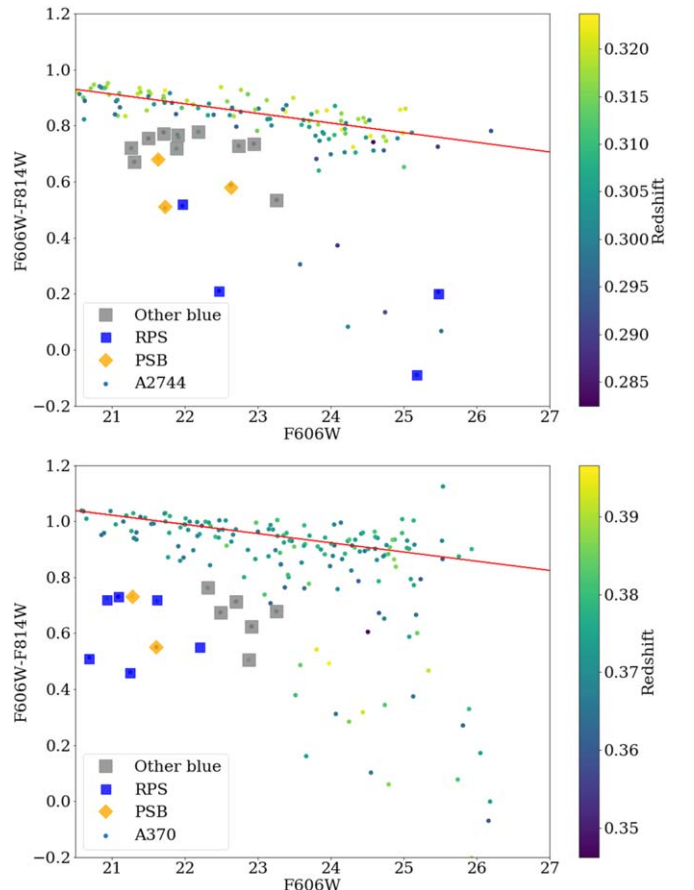 1.2
1.0
0.8
0.6
0.4
0.2
0.0
−0.2
F606W-F814W
21 22 23 24 25 26 27
F606W
Other blue
RPS
PSB
A2744
0.320
0.315
0.310
0.305
0.300
0.295
0.290
0.285
Redshift
1.2
1.0
0.8
0.6
0.4
0.2
0.0
−0.2
F606W-F814W
21 22 23 24 25 26 27
F606W
Other blue
RPS
PSB
A370
0.39
0.38
0.37
0.36
0.35
Redshift